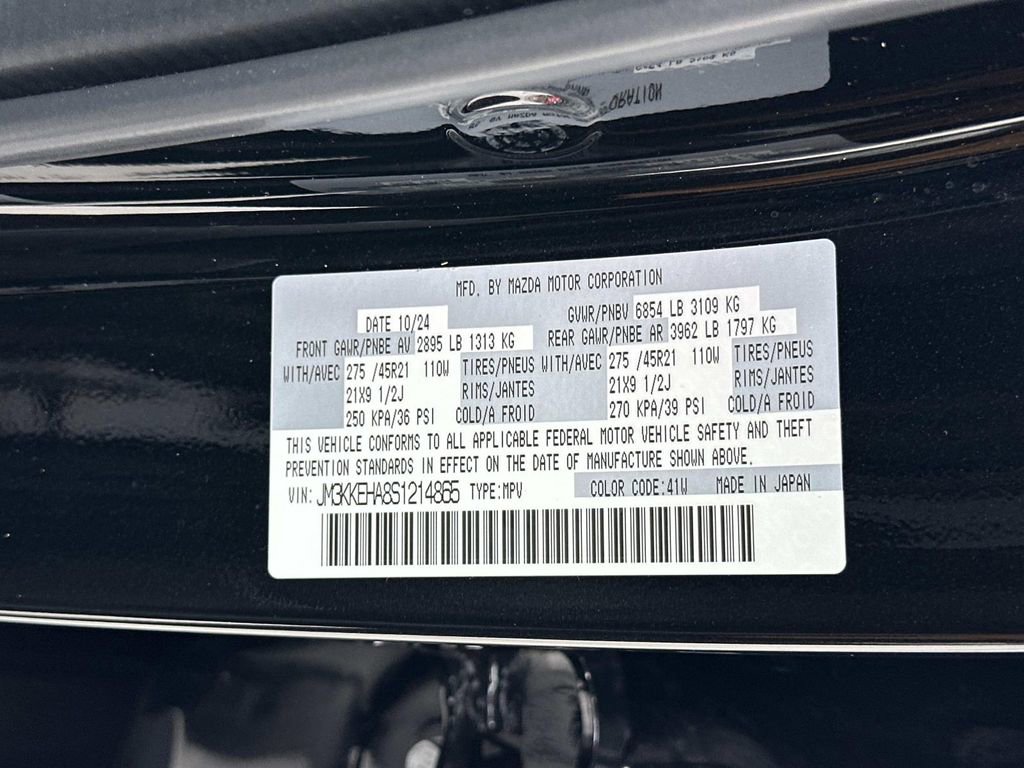 MFD. BY MAZDA MOTOR CORPORATION
DATE 10/24 GVWR/PNBV 6854 LB 3109 KG
FRONT GAWR/PNBE AV 2895 LB 1313 KG REAR GAWR/PNBE AR 3962 LB 1797 KG
WITH/AVEC 275 /45R21 110W TIRES/PNEUS WITH/AVEC 275 /45R21 110W TIRES/PNEUS
21X9 1/2J RIMS/JANTES 21X9 1/2J RIMS/JANTES
250 KPA/36 PSI COLD/A FROID 270 KPA/39 PSI COLD/A FROID
THIS VEHICLE CONFORMS TO ALL APPLICABLE FEDERAL MOTOR VEHICLE SAFETY AND THEFT
PREVENTION STANDARDS IN EFFECT ON THE DATE OF MANUFACTURE SHOWN ABOVE.
VIN: JM3KKEHA8S1214865 TYPE:MPV COLOR CODE:41W MADE IN JAPAN